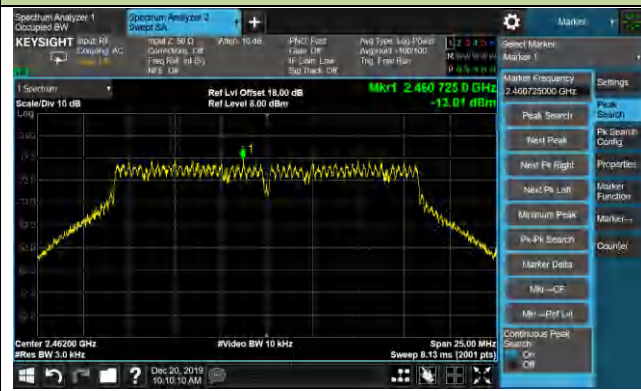 Spectrum Analyzer 1
Occupied BW
Spectrum Analyzer 2
Swept SA
+
Marker
KEYSIGHT
Input: RF
Coupling: AC
Input Z: 50 Ω
Corrections: Off
Freq Ref: Int (S)
NFE: Off
Atten: 10 dB
PNO: Fast
Gate: Off
IF Gain: Low
Sig Track: Off
Avg Type: Log-Power
Avg|Hold: >100/100
Trig: Free Run
Select Marker
Marker 1
1 Spectrum
Scale/Div 10 dB
Log
Ref Lvl Offset 18.00 dB
Ref Level 8.00 dBm
Mkr1 2.460 725 0 GHz
-13.01 dBm
1
Marker Frequency
2.460725000 GHz
Peak Search
Next Peak
Next Pk Right
Next Pk Left
Minimum Peak
Pk-Pk Search
Marker Delta
Mkr→CF
Mkr→Ref Lvl
Continuous Peak
Search
On
Off
Settings
Peak
Search
Pk Search
Config
Properties
Marker
Function
Marker→
Counter
Center 2.46200 GHz
#Res BW 3.0 kHz
#Video BW 10 kHz
Span 25.00 MHz
Sweep 8.13 ms (2001 pts)
?
Dec 20, 2019
10:10:10 AM